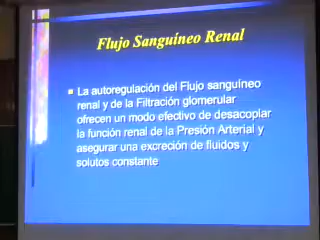 Flujo Sanguíneo Renal
La autoregulación del Flujo sanguíneo
renal y de la Filtración glomerular
ofrecen un modo efectivo de desacoplar
la función renal de la Presión Arterial y
asegurar una excreción de fluidos y
solutos constante